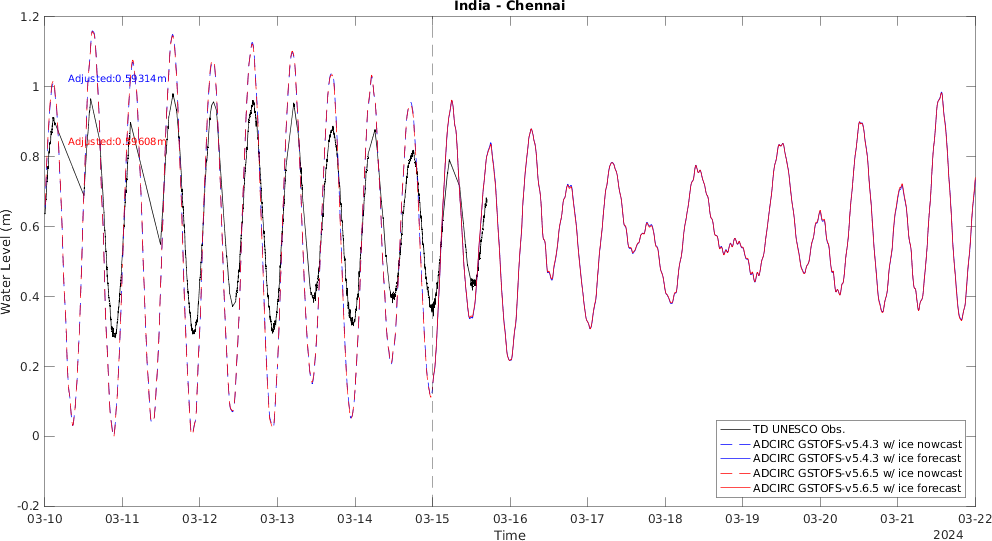 India - Chennai
1.2
1
0.8
0.6
0.4
0.2
0
-0.2
Water Level (m)
Adjusted:0.59314m
Adjusted:0.59608m
TD UNESCO Obs.
ADCIRC GSTOFS-v5.4.3 w/ ice nowcast
ADCIRC GSTOFS-v5.4.3 w/ ice forecast
ADCIRC GSTOFS-v5.6.5 w/ ice nowcast
ADCIRC GSTOFS-v5.6.5 w/ ice forecast
03-10 03-11 03-12 03-13 03-14 03-15 03-16 03-17 03-18 03-19 03-20 03-21 03-22
Time
2024